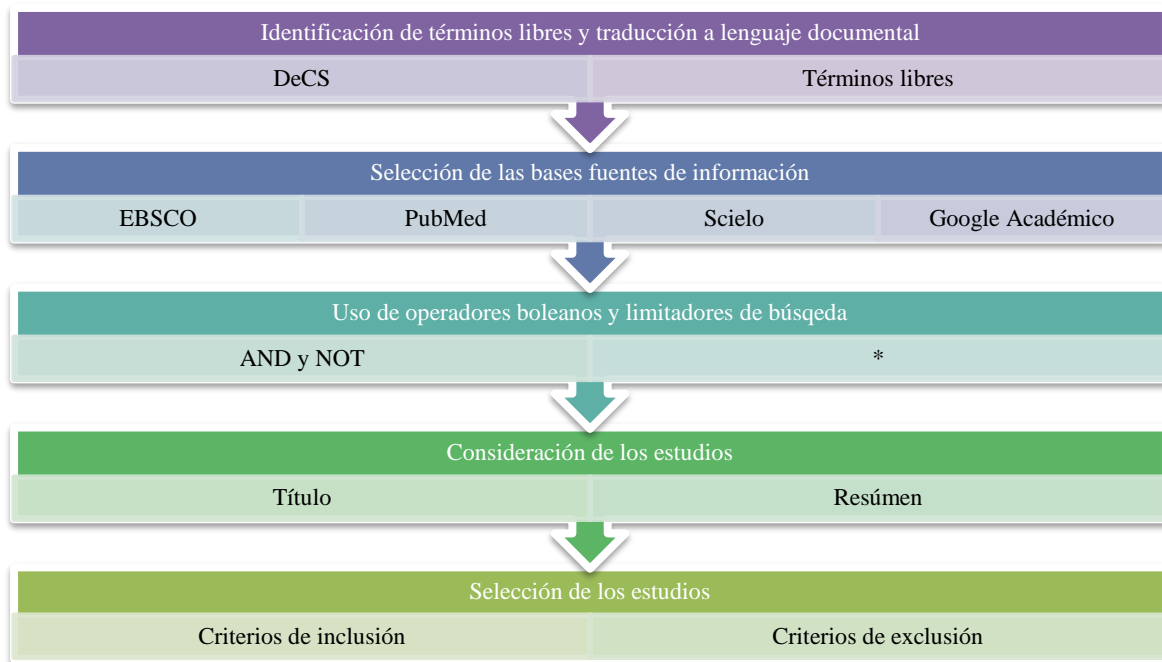 Identificación de términos libres y traducción a lenguaje documental
DeCS
Términos libres
Selección de las bases fuentes de información
EBSCO
PubMed
Scielo
Google Académico
Uso de operadores boleanos y limitadores de búsqeda
AND y NOT
*
Consideración de los estudios
Título
Resúmen
Selección de los estudios
Criterios de inclusión
Criterios de exclusión